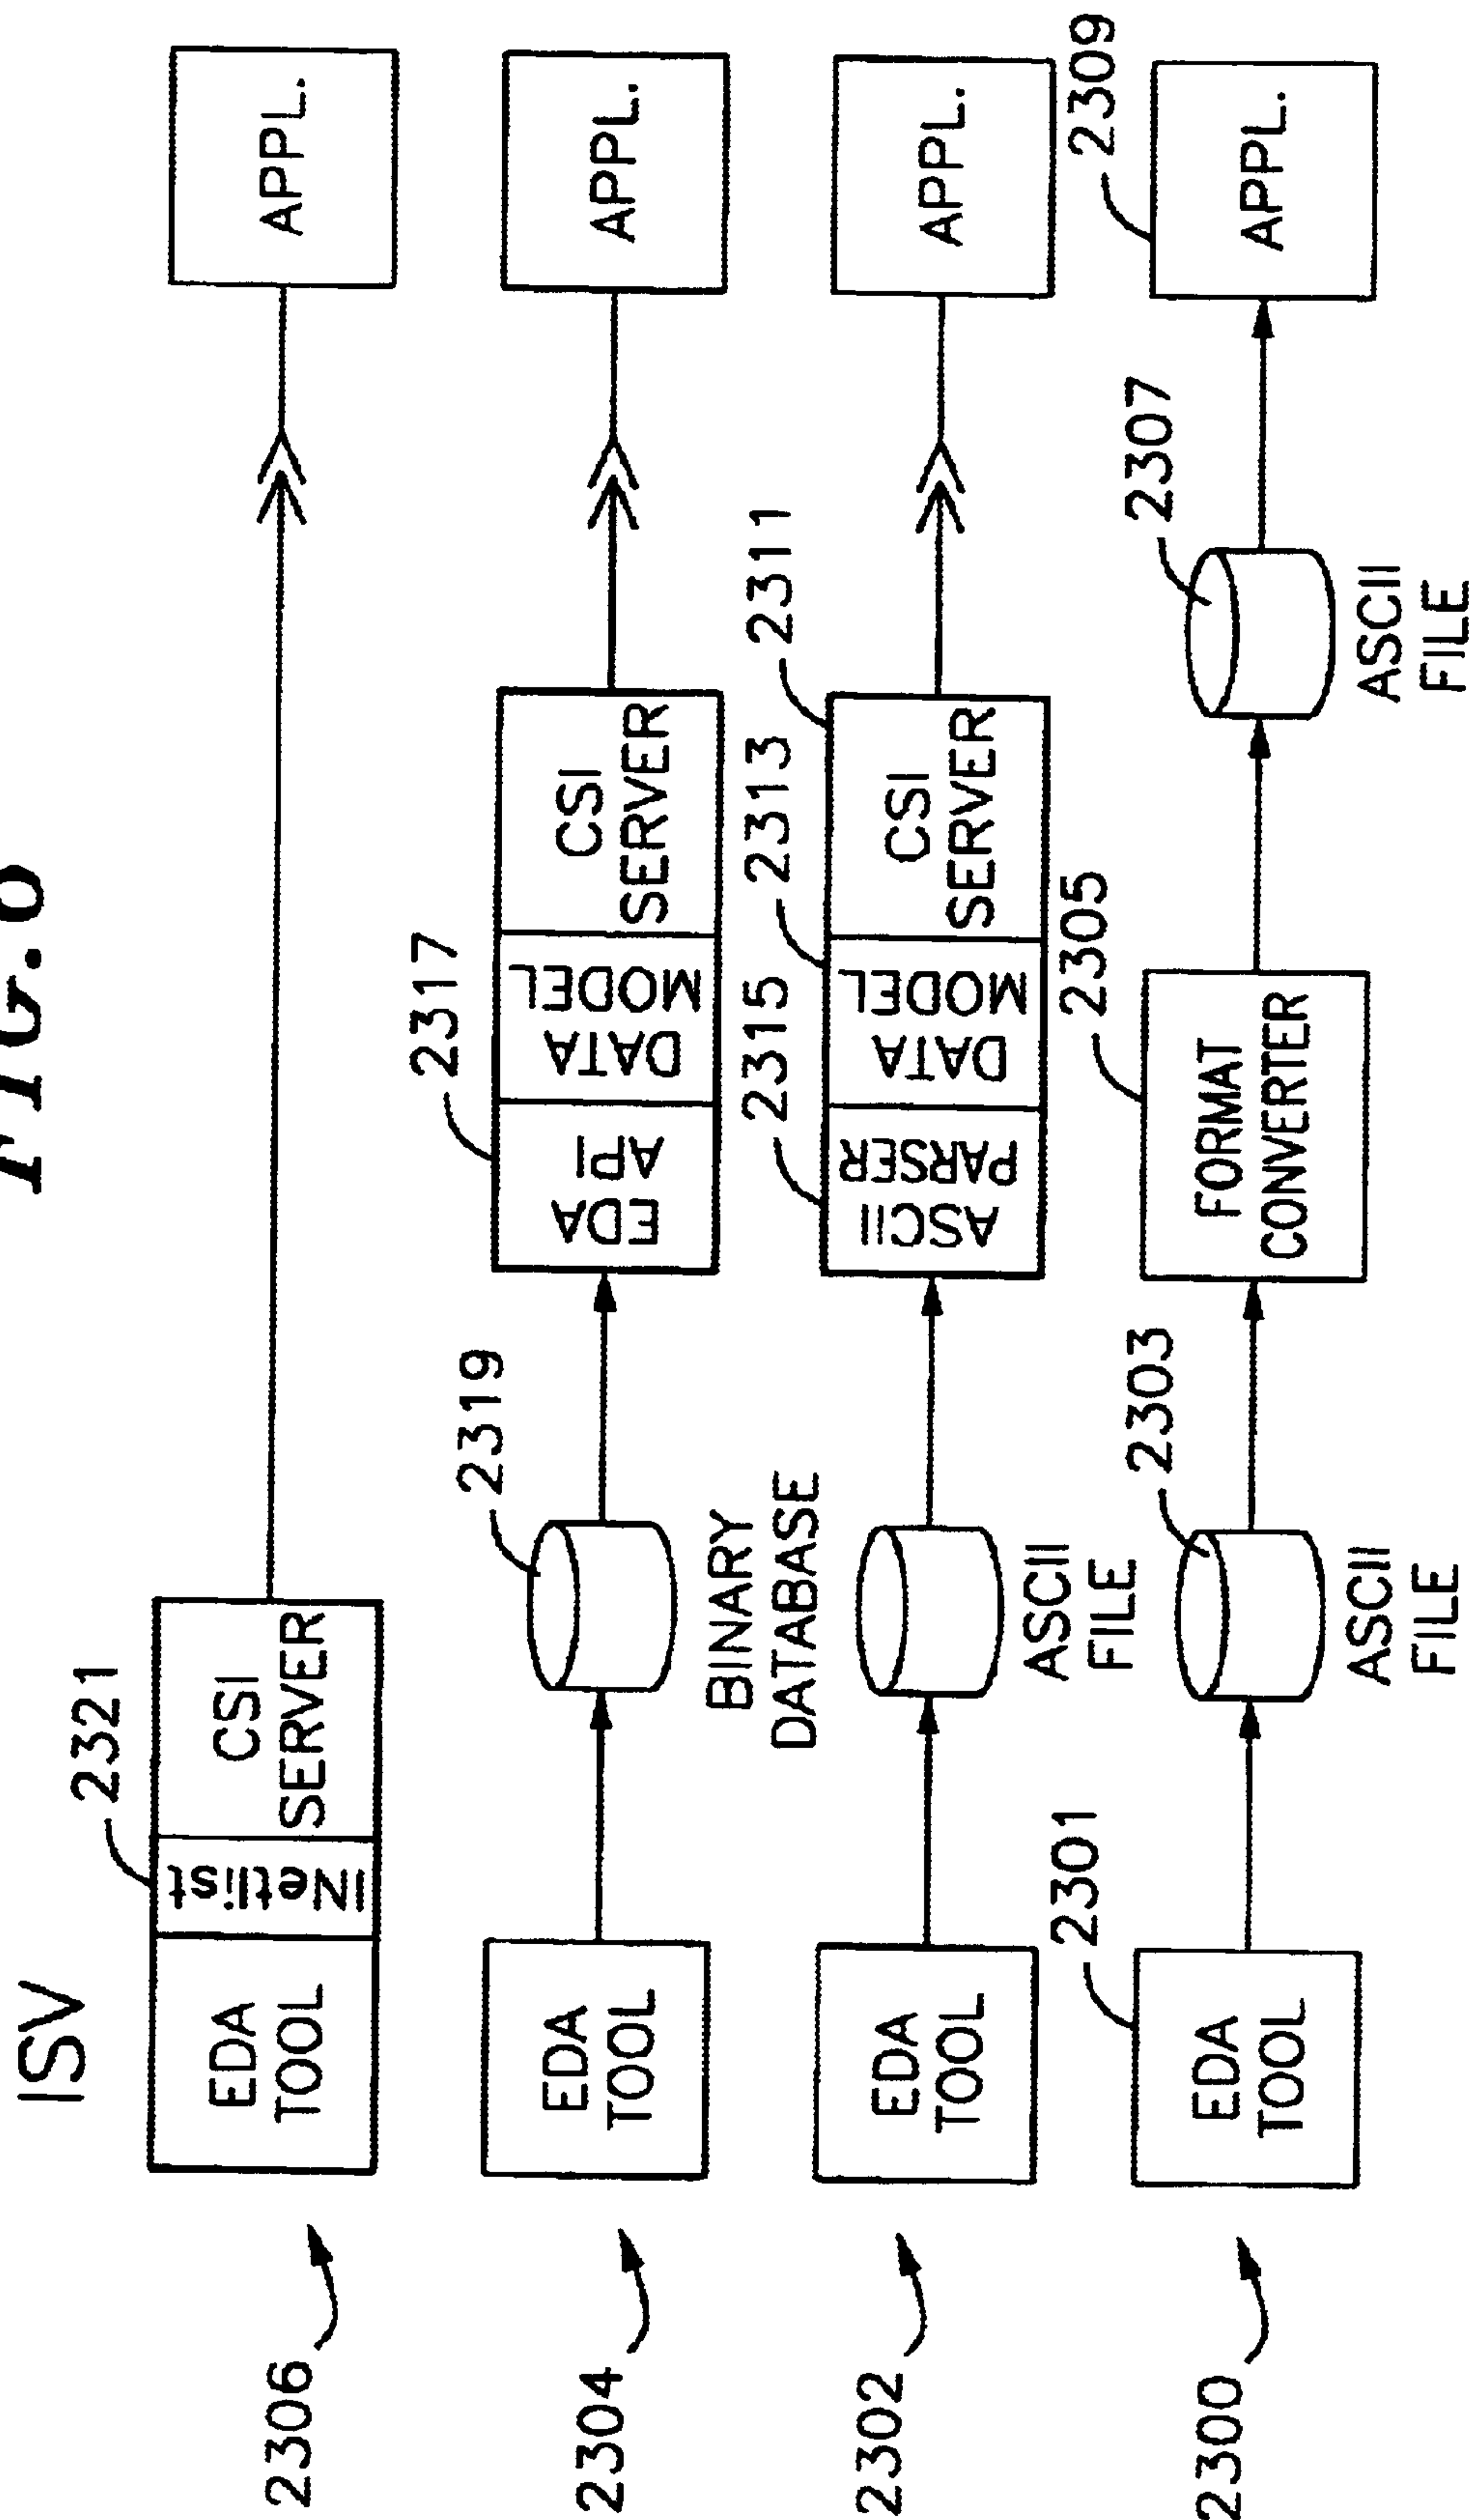 FIG. 6
ISV
2306
EDA
TOOL
INetlist
2321
CSI
SERVER
APPL.
2304
EDA
TOOL
2319
BINARY
DATABASE
2317
EDA
API
DATA
MODEL
CSI
SERVER
APPL.
2302
EDA
TOOL
ASCII
FILE
2315
2313
2311
ASCII
PARSER
DATA
MODEL
CSI
SERVER
APPL.
2300
2301
EDA
TOOL
2303
ASCII
FILE
2305
FORMAT
CONVERTER
2307
ASCII
FILE
2309
APPL.